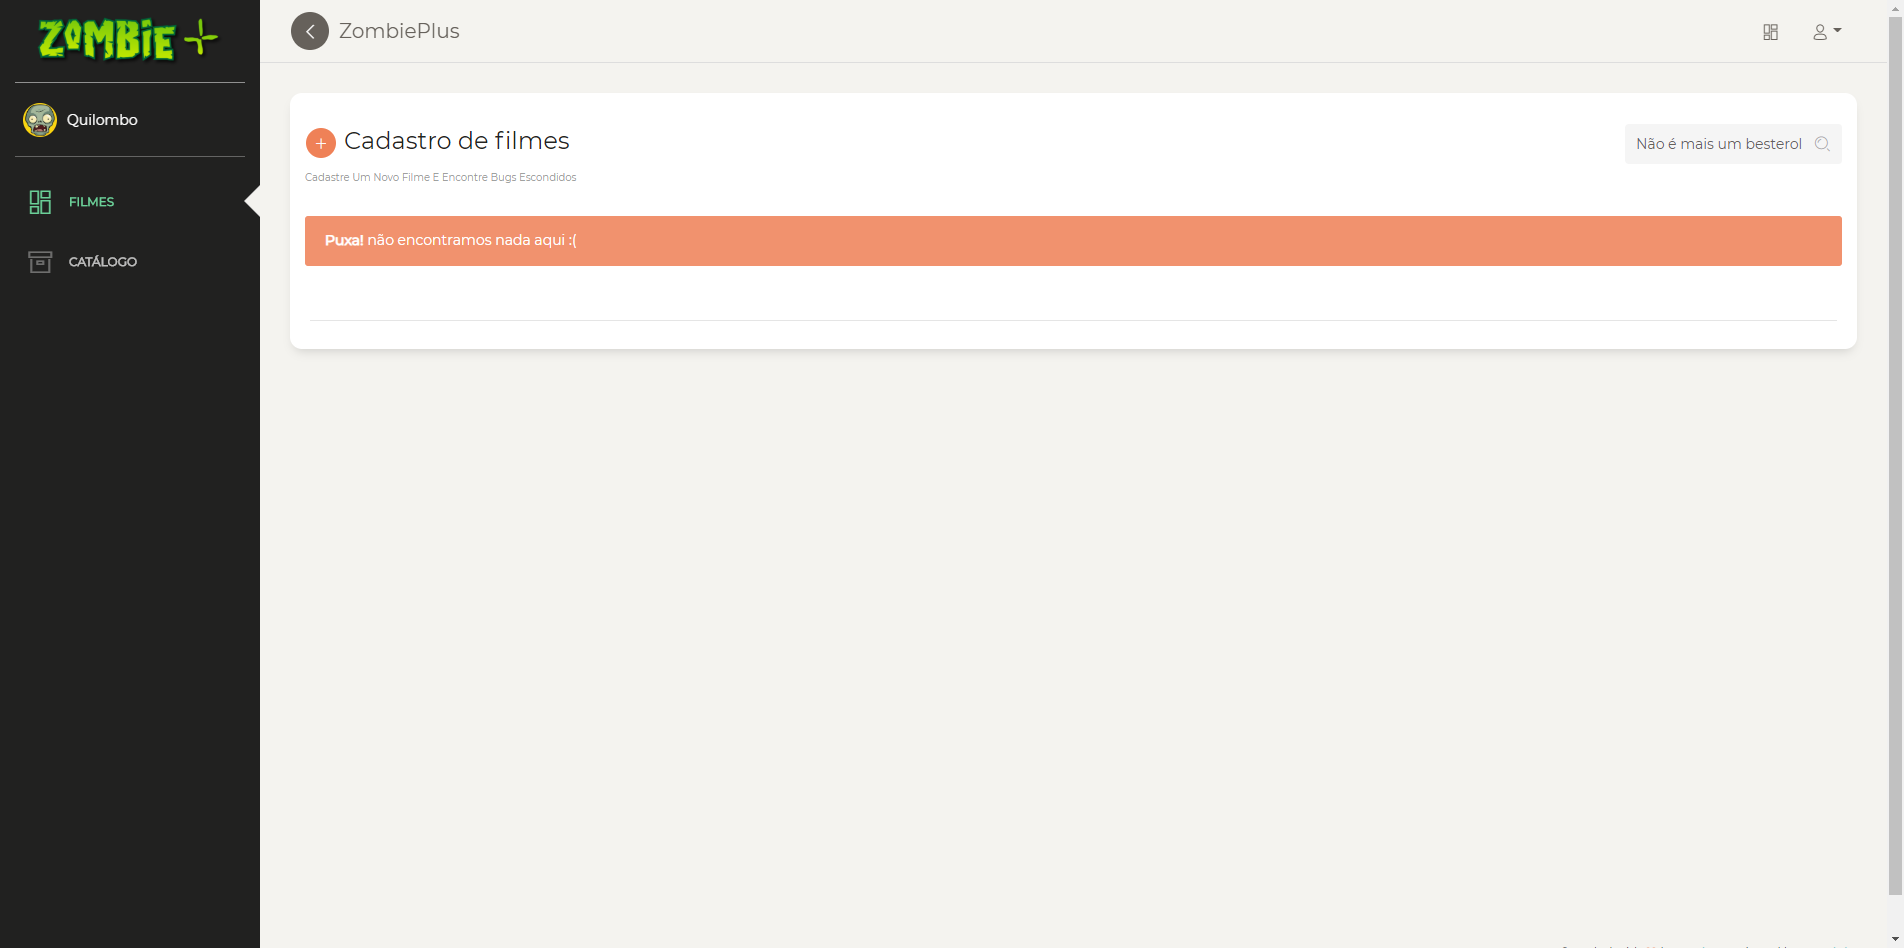 ZOMBiE +
ZombiePlus
Quilombo
FILMES
CATÁLOGO
+ Cadastro de filmes
Cadastre Um Novo Filme E Encontre Bugs Escondidos
Não é mais um besterol
Puxa! não encontramos nada aqui :(